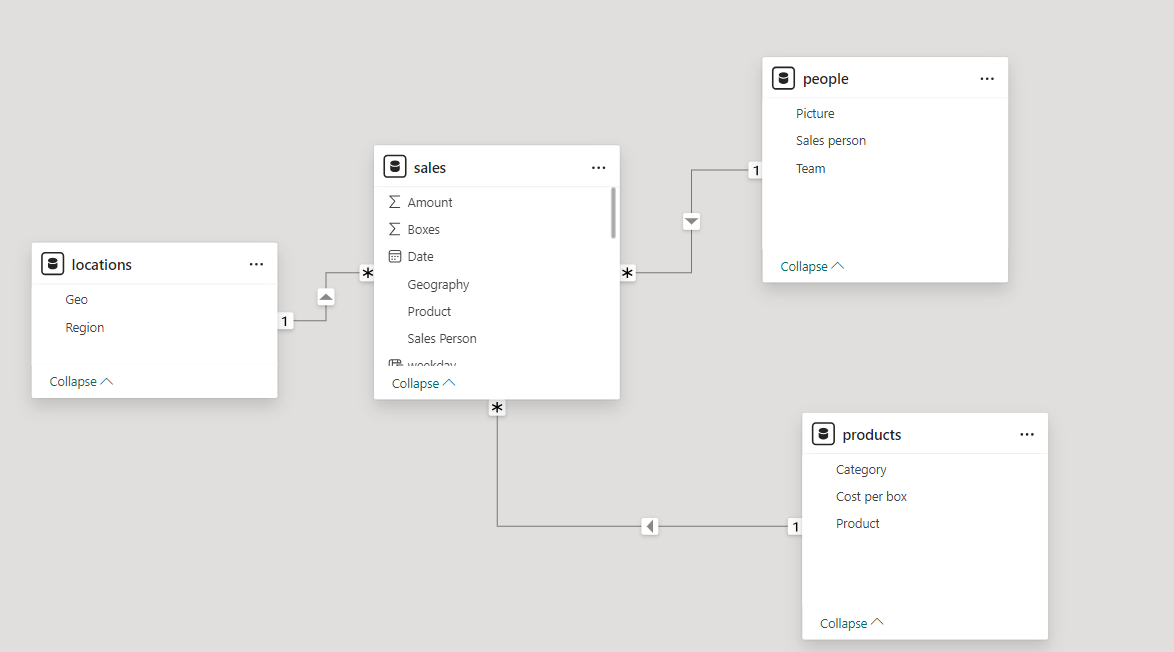 people
Picture
Sales person
Team
Collapse
1
sales
Amount
Boxes
Date
Geography
Product
Sales Person
weekday
Collapse
*
*
*
locations
Geo
Region
Collapse
1
products
Category
Cost per box
Product
Collapse
1